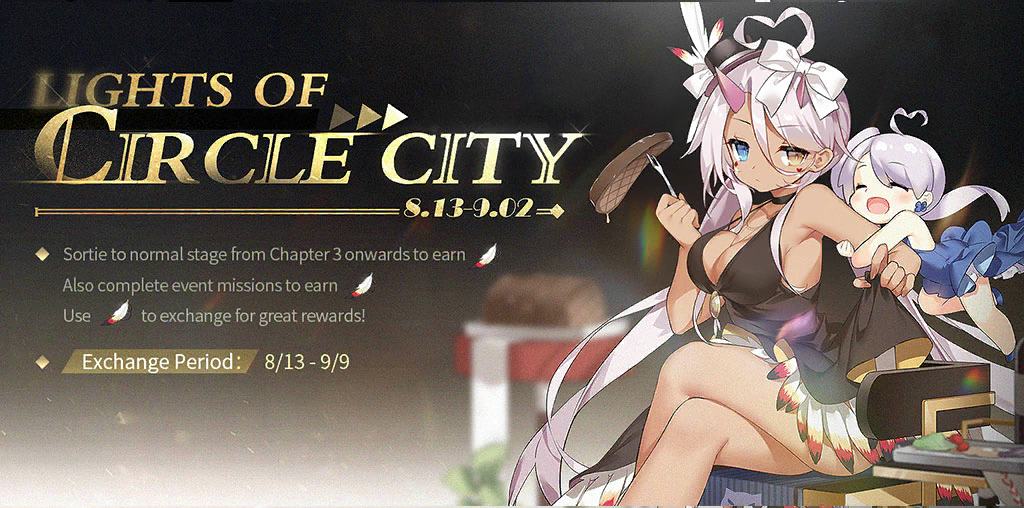 LIGHTS OF
CIRCLE CITY
8.13-9.02
Sortie to normal stage from Chapter 3 onwards to earn
Also complete event missions to earn
Use to exchange for great rewards!
Exchange Period: 8/13 - 9/9